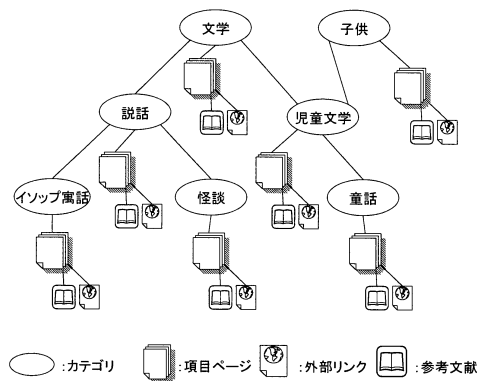 文学
子供
説話
児童文学
イソップ寓話
怪談
童話
:カテゴリ
:項目ページ
:外部リンク
:参考文献